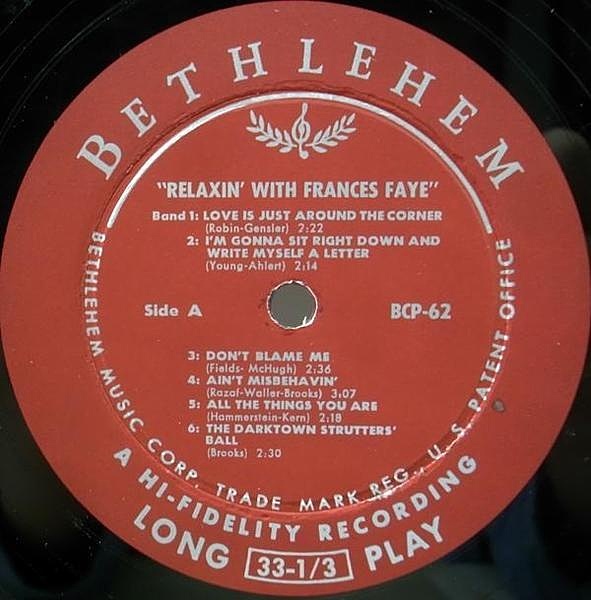 BETHLEHEM
"RELAXIN' WITH FRANCES FAYE"
Band 1: LOVE IS JUST AROUND THE CORNER
(Robin-Gensler) 2:22
2: I'M GONNA SIT RIGHT DOWN AND
WRITE MYSELF A LETTER
(Young-Ahlert) 2:14
Side A
BCP-62
3: DON'T BLAME ME
(Fields- McHugh) 2:36
4: AIN'T MISBEHAVIN'
(Razaf-Waller-Brooks) 3:07
5: ALL THE THINGS YOU ARE
(Hammerstein-Kern) 2:18
6: THE DARKTOWN STRUTTERS'
BALL
(Brooks) 2:30
BETHLEHEM MUSIC CORP. TRADE MARK REG. U. S. PATENT OFFICE
A HI-FIDELITY RECORDING
LONG 33-1/3 PLAY